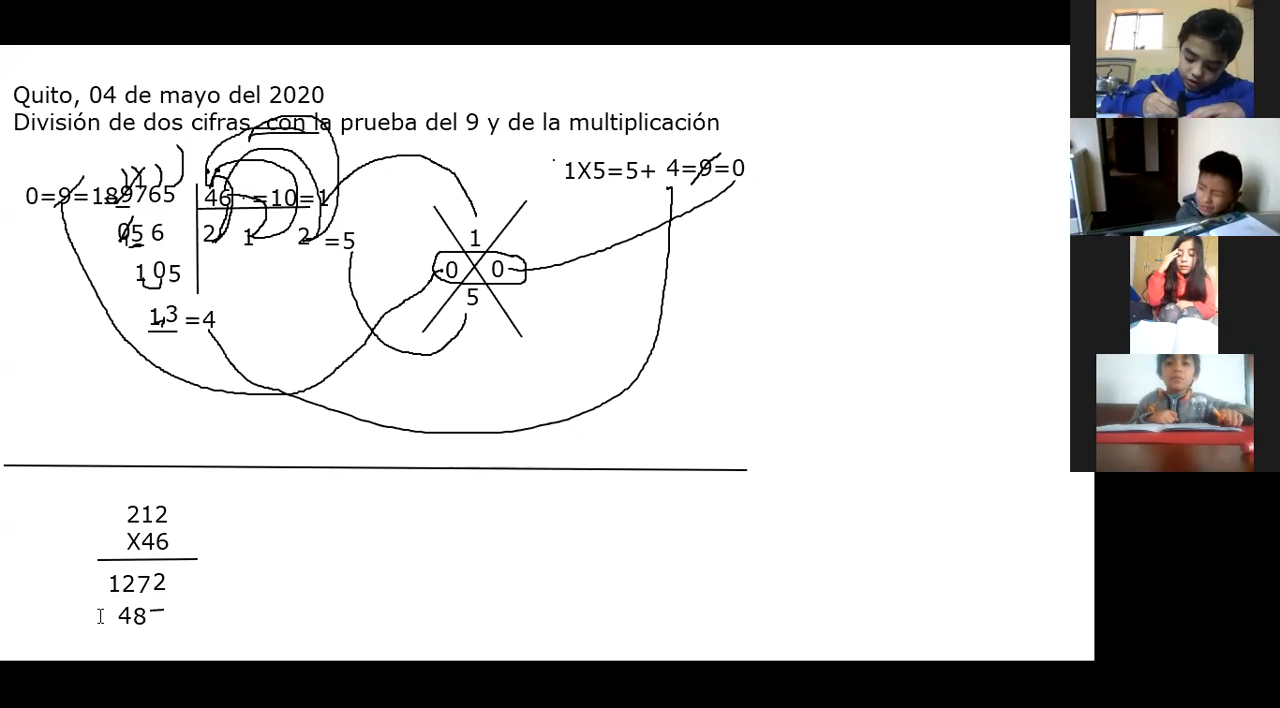 Quito, 04 de mayo del 2020
División de dos cifras con la prueba del 9 y de la multiplicación
1X5=5+ 4=9=0
0=9=189765 46 =10=1
056 2 1 2 =5
1
0 0
105
5
13 =4
212
X46
1272
48-